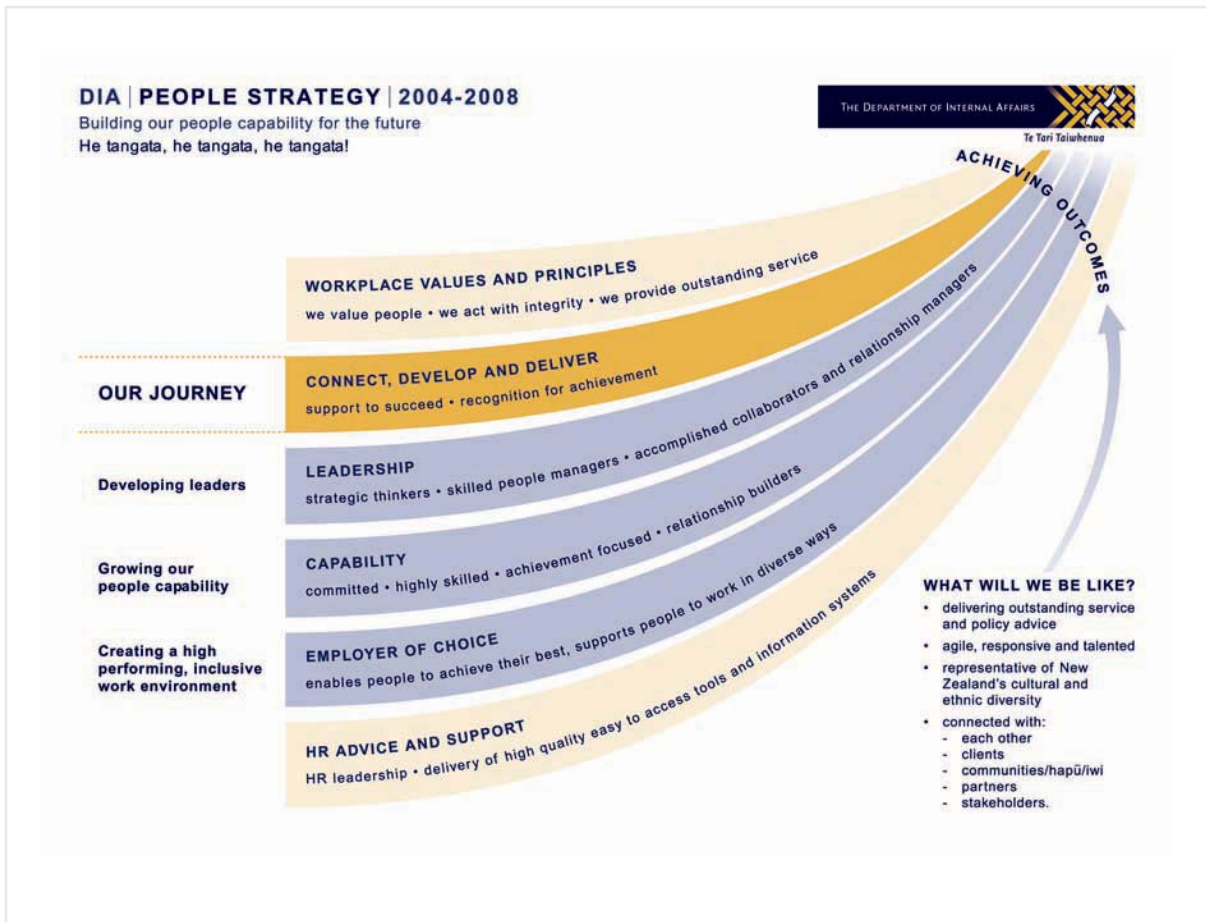 DIA | PEOPLE STRATEGY | 2004-2008
Building our people capability for the future
He tangata, he tangata, he tangata!
THE DEPARTMENT OF INTERNAL AFFAIRS
Te Tari Taiwhenua
ACHIEVING OUTCOMES
WORKPLACE VALUES AND PRINCIPLES
we value people • we act with integrity • we provide outstanding service
OUR JOURNEY
CONNECT, DEVELOP AND DELIVER
support to succeed • recognition for achievement
Developing leaders
LEADERSHIP
strategic thinkers • skilled people managers • accomplished collaborators and relationship managers
Growing our
people capability
CAPABILITY
committed • highly skilled • achievement focused • relationship builders
Creating a high
performing, inclusive
work environment
EMPLOYER OF CHOICE
enables people to achieve their best, supports people to work in diverse ways
HR ADVICE AND SUPPORT
HR leadership • delivery of high quality easy to access tools and information systems
WHAT WILL WE BE LIKE?
• delivering outstanding service
and policy advice
• agile, responsive and talented
• representative of New
Zealand's cultural and
ethnic diversity
• connected with:
- each other
- clients
- communities/hapū/iwi
- partners
- stakeholders.